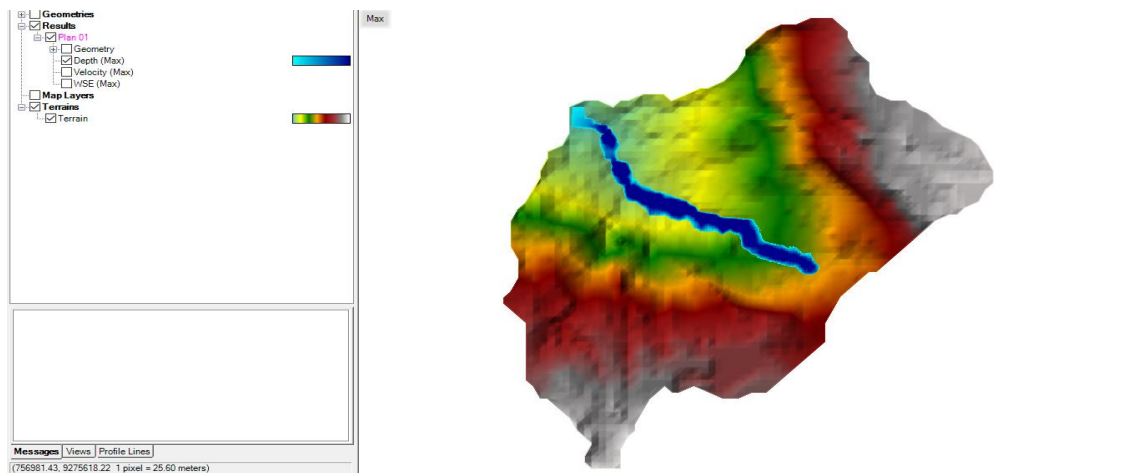 Geometries
Results
Plan 01
Geometry
Depth (Max)
Velocity (Max)
WSE (Max)
Map Layers
Terrains
Terrain
Max
Messages Views Profile Lines
(756981.43, 9275618.22 1 pixel = 25.60 meters)